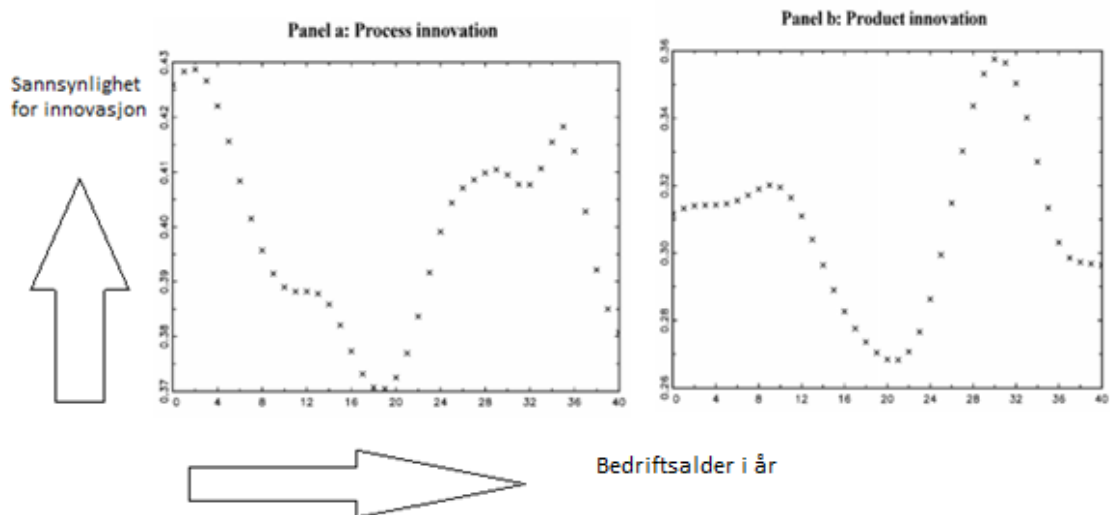 Panel a: Process innovation
Panel b: Product innovation
Sannsynlighet
for innovasjon
0.43
0.42
0.41
0.40
0.39
0.38
0.37
0 4 8 12 16 20 24 28 32 36 40
0.36
0.34
0.32
0.30
0.28
0.26
0 4 8 12 16 20 24 28 32 36 40
Bedriftsalder i år